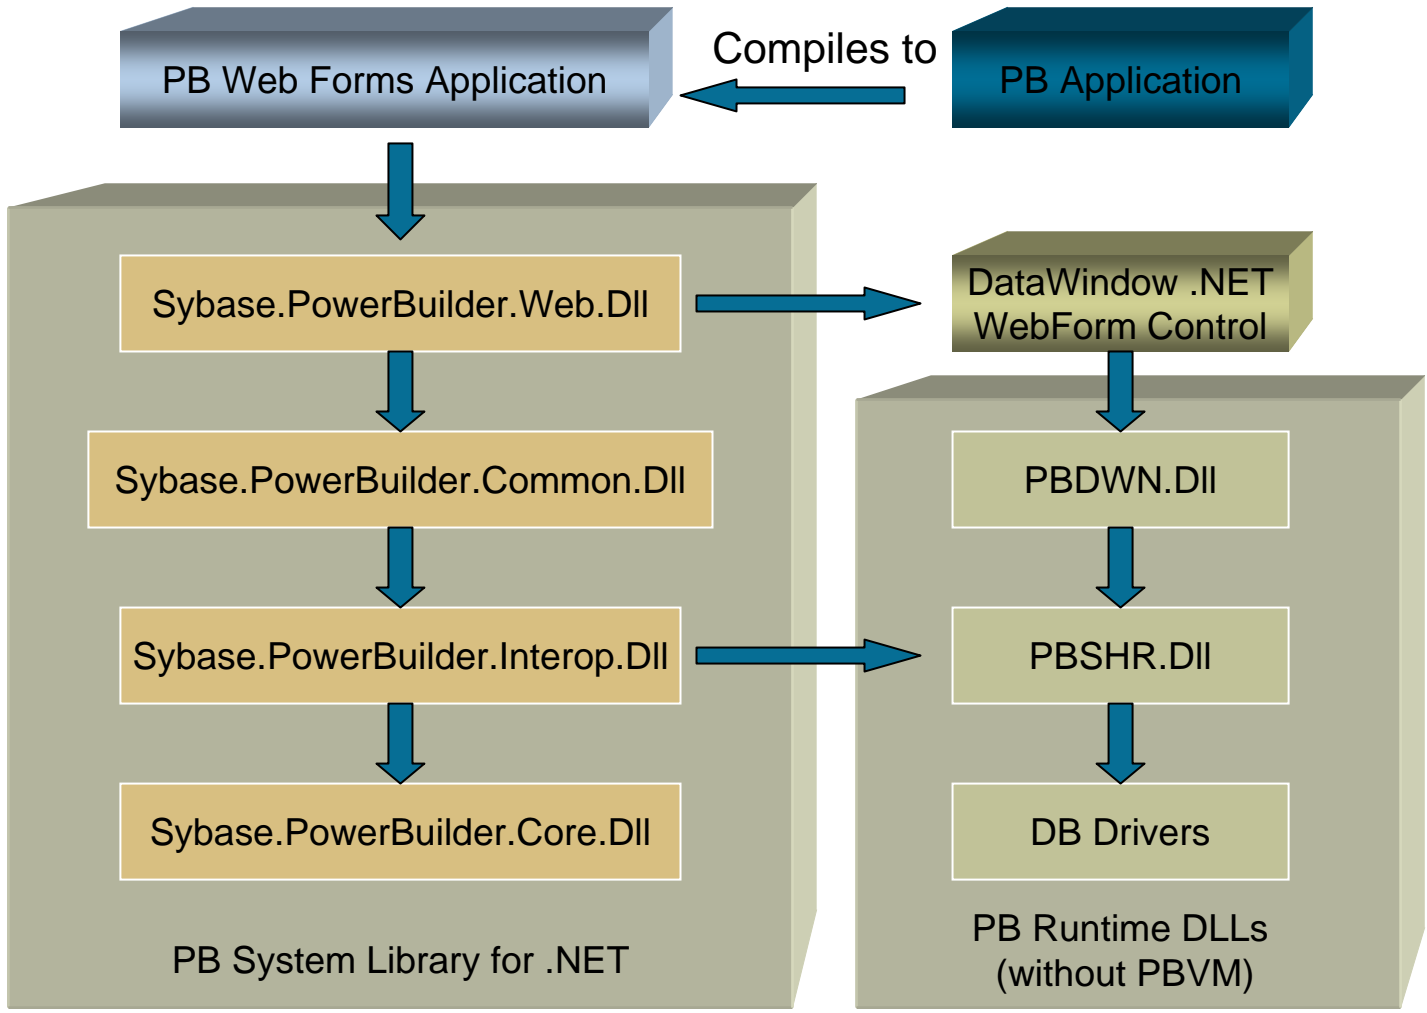 PB Web Forms Application
Compiles to
PB Application
Sybase.PowerBuilder.Web.Dll
DataWindow .NET
WebForm Control
Sybase.PowerBuilder.Common.Dll
PBDWN.Dll
Sybase.PowerBuilder.Interop.Dll
PBSHR.Dll
Sybase.PowerBuilder.Core.Dll
DB Drivers
PB System Library for .NET
PB Runtime DLLs
(without PBVM)